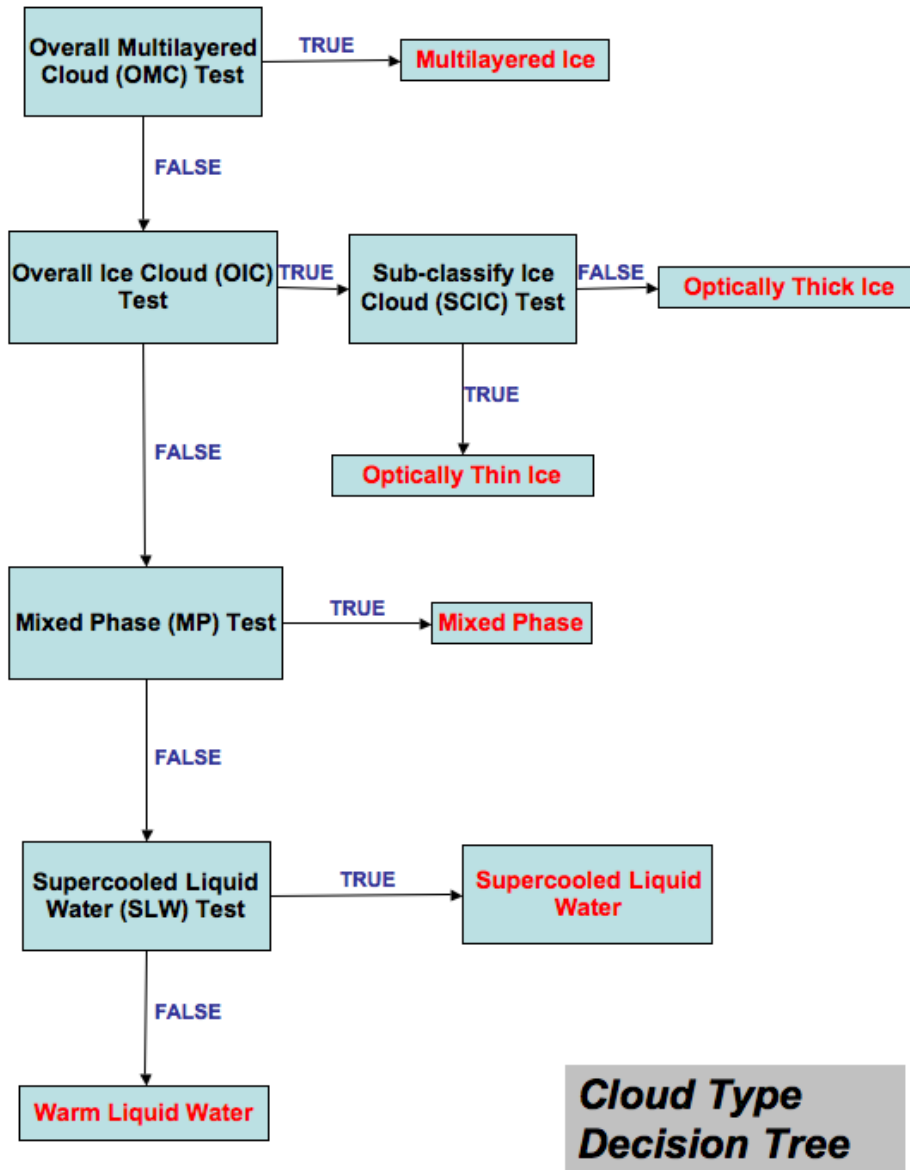 Overall Multilayered
Cloud (OMC) Test
TRUE
Multilayered Ice
FALSE
Overall Ice Cloud (OIC)
Test
TRUE
Sub-classify Ice
Cloud (SCIC) Test
FALSE
Optically Thick Ice
TRUE
Optically Thin Ice
FALSE
Mixed Phase (MP) Test
TRUE
Mixed Phase
FALSE
Supercooled Liquid
Water (SLW) Test
TRUE
Supercooled Liquid
Water
FALSE
Warm Liquid Water
Cloud Type
Decision Tree